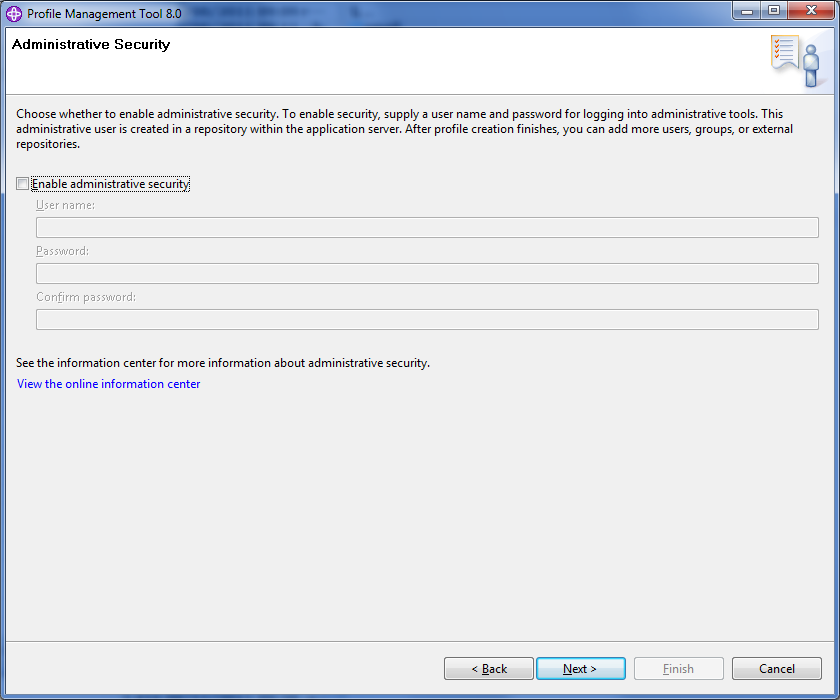 Profile Management Tool 8.0
Administrative Security
Choose whether to enable administrative security. To enable security, supply a user name and password for logging into administrative tools. This
administrative user is created in a repository within the application server. After profile creation finishes, you can add more users, groups, or external
repositories.
Enable administrative security
User name:
Password:
Confirm password:
See the information center for more information about administrative security.
View the online information center
< Back Next > Finish Cancel